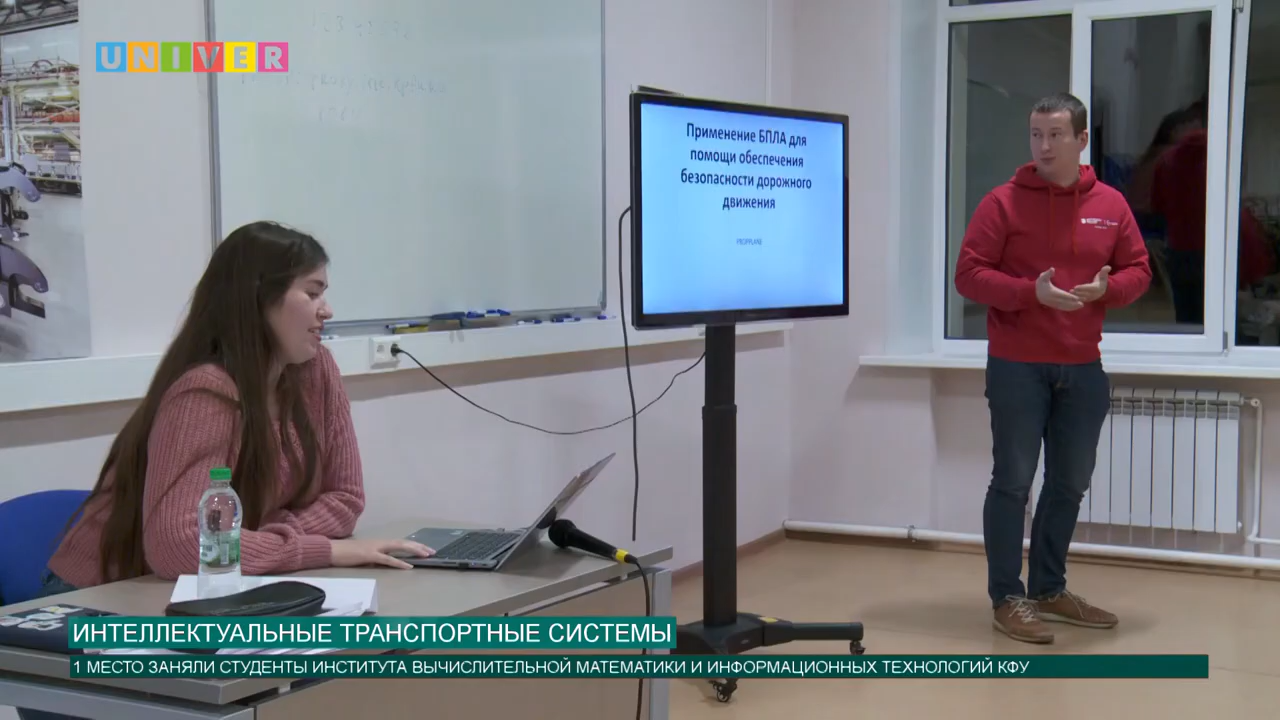 UNIVER
Применение БПЛА для
помощи обеспечения
безопасности дорожного
движения
ИНТЕЛЛЕКТУАЛЬНЫЕ ТРАНСПОРТНЫЕ СИСТЕМЫ
1 МЕСТО ЗАНЯЛИ СТУДЕНТЫ ИНСТИТУТА ВЫЧИСЛИТЕЛЬНОЙ МАТЕМАТИКИ И ИНФОРМАЦИОННЫХ ТЕХНОЛОГИЙ КФУ